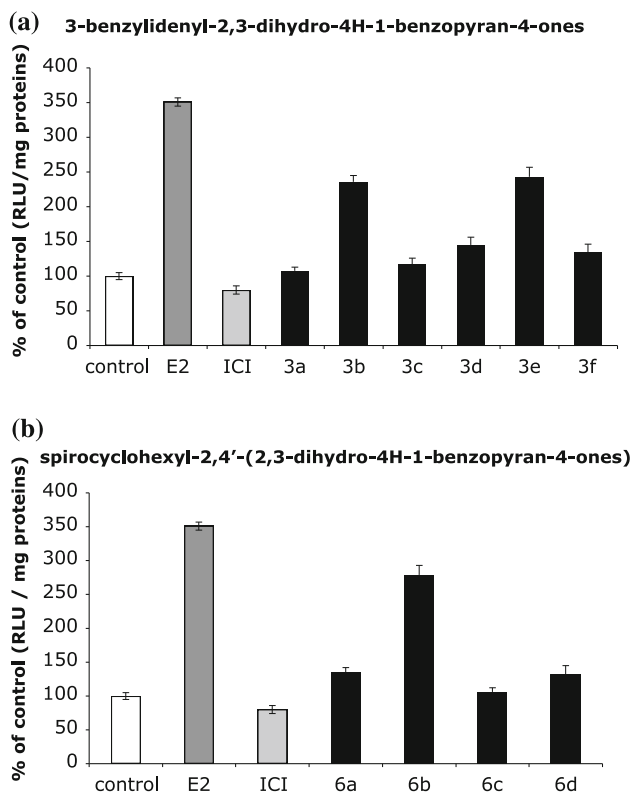 (a)
3-benzylidenyl-2,3-dihydro-4H-1-benzopyran-4-ones
% of control (RLU/mg proteins)
400
350
300
250
200
150
100
50
0
control E2 ICI 3a 3b 3c 3d 3e 3f
(b)
spirocyclohexyl-2,4′-(2,3-dihydro-4H-1-benzopyran-4-ones)
% of control (RLU / mg proteins)
400
350
300
250
200
150
100
50
0
control E2 ICI 6a 6b 6c 6d